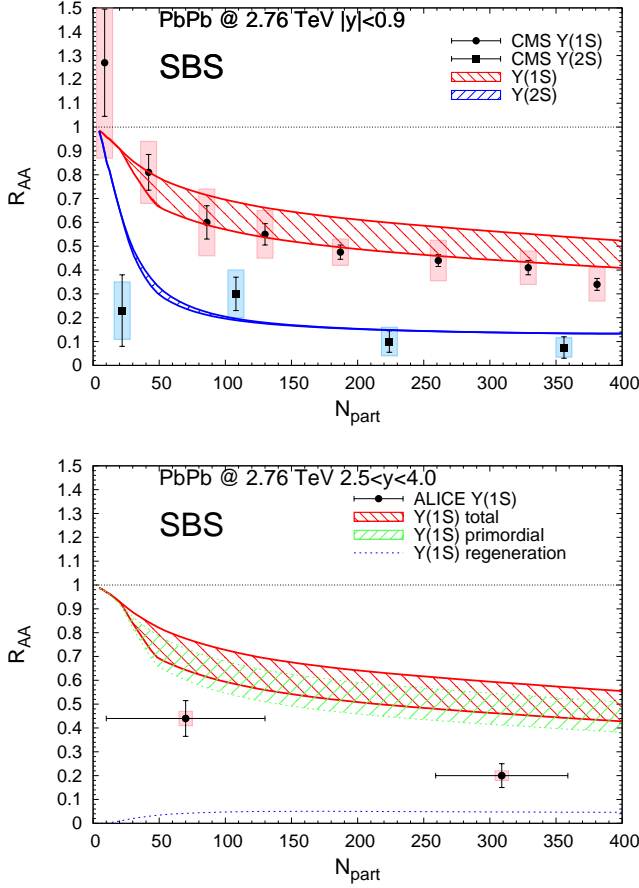 PbPb @ 2.76 TeV |y|<0.9
SBS
CMS Υ(1S)
CMS Υ(2S)
Υ(1S)
Υ(2S)
R_AA
1.5
1.4
1.3
1.2
1.1
1
0.9
0.8
0.7
0.6
0.5
0.4
0.3
0.2
0.1
0
0 50 100 150 200 250 300 350 400
N_part
PbPb @ 2.76 TeV 2.5<y<4.0
SBS
ALICE Υ(1S)
Υ(1S) total
Υ(1S) primordial
Υ(1S) regeneration
R_AA
1.5
1.4
1.3
1.2
1.1
1
0.9
0.8
0.7
0.6
0.5
0.4
0.3
0.2
0.1
0
0 50 100 150 200 250 300 350 400
N_part